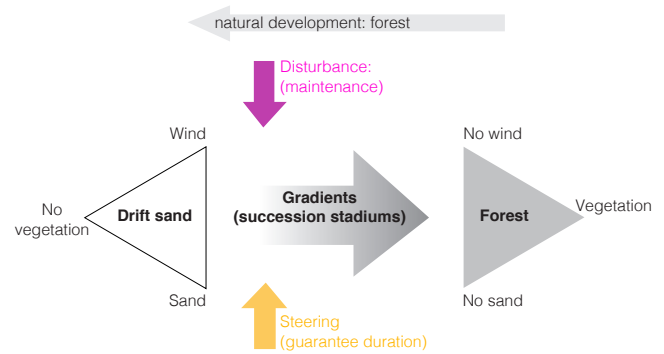 natural development: forest
Disturbance:
(maintenance)
Wind
No wind
No
vegetation
Drift sand
Gradients
(succession stadiums)
Forest
Vegetation
Sand
No sand
Steering
(guarantee duration)